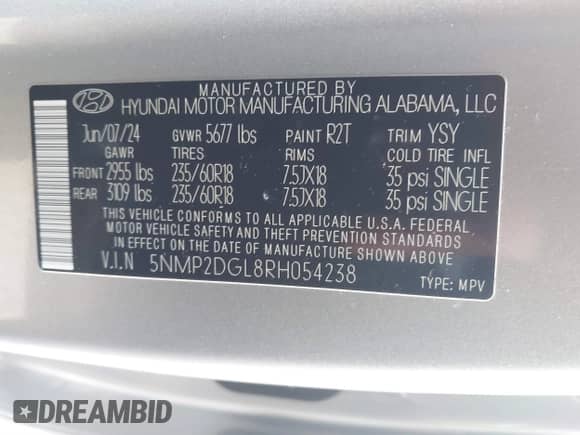 MANUFACTURED BY
HYUNDAI MOTOR MANUFACTURING ALABAMA, LLC
Jun/07/24 GVWR 5677 lbs PAINT R2T TRIM YSY
GAWR TIRES RIMS COLD TIRE INFL
FRONT 2955 lbs 235/60R18 7.5JX18 35 psi SINGLE
REAR 3109 lbs 235/60R18 7.5JX18 35 psi SINGLE
THIS VEHICLE CONFORMS TO ALL APPLICABLE U.S.A. FEDERAL
MOTOR VEHICLE SAFETY AND THEFT PREVENTION STANDARDS
IN EFFECT ON THE DATE OF MANUFACTURE SHOWN ABOVE
V.I.N 5NMP2DGL8RH054238
TYPE: MPV
DREAMBID